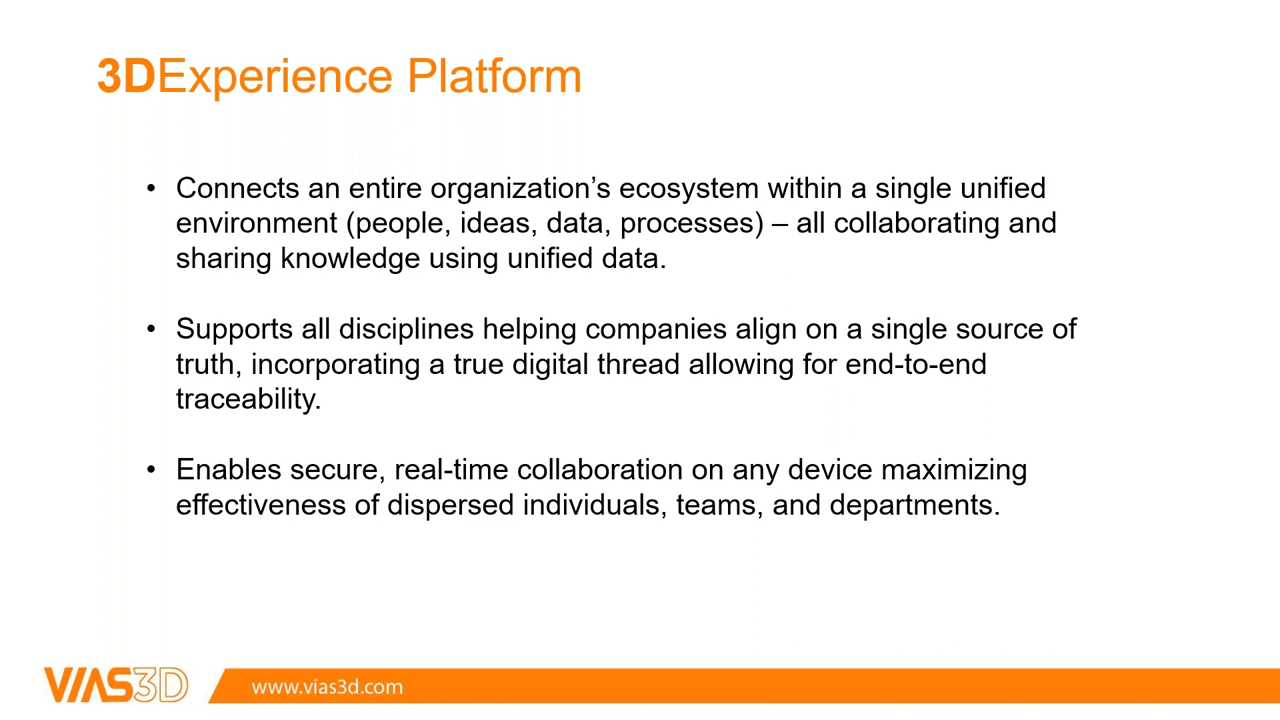 3DExperience Platform
• Connects an entire organization’s ecosystem within a single unified
environment (people, ideas, data, processes) – all collaborating and
sharing knowledge using unified data.
• Supports all disciplines helping companies align on a single source of
truth, incorporating a true digital thread allowing for end-to-end
traceability.
• Enables secure, real-time collaboration on any device maximizing
effectiveness of dispersed individuals, teams, and departments.
VIAS3D
www.vias3d.com